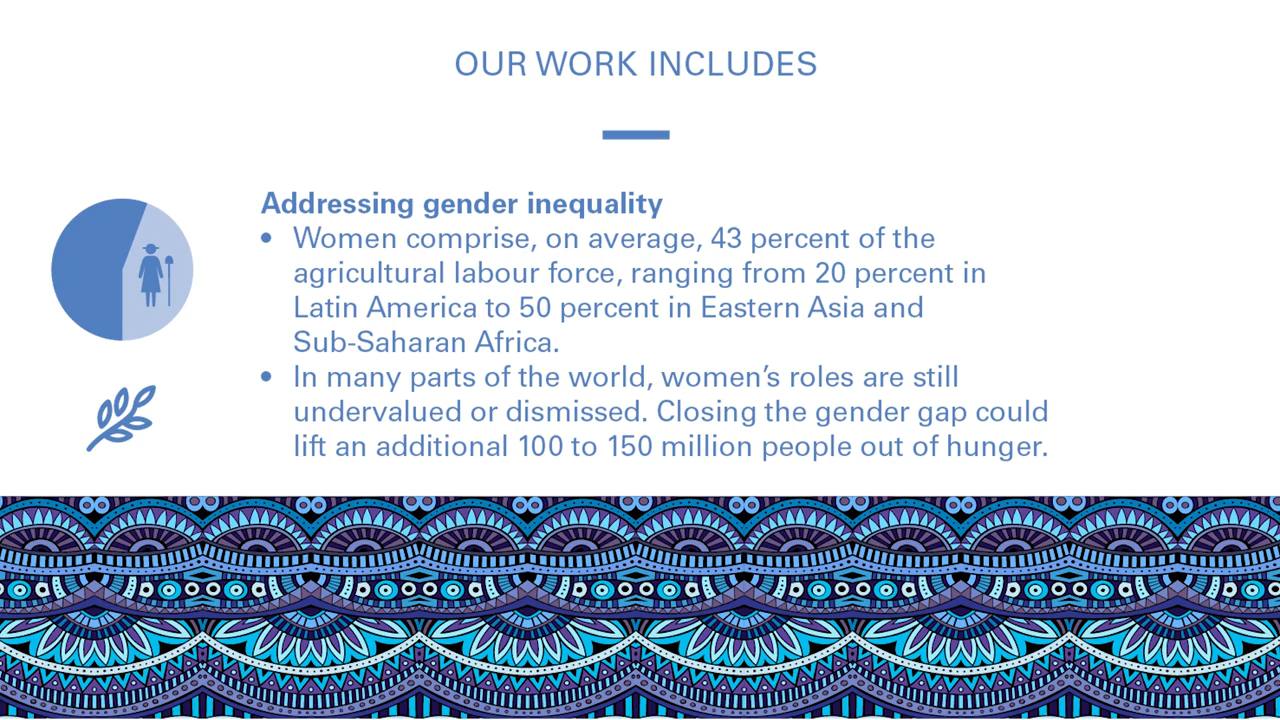 OUR WORK INCLUDES
Addressing gender inequality
• Women comprise, on average, 43 percent of the
agricultural labour force, ranging from 20 percent in
Latin America to 50 percent in Eastern Asia and
Sub-Saharan Africa.
• In many parts of the world, women’s roles are still
undervalued or dismissed. Closing the gender gap could
lift an additional 100 to 150 million people out of hunger.